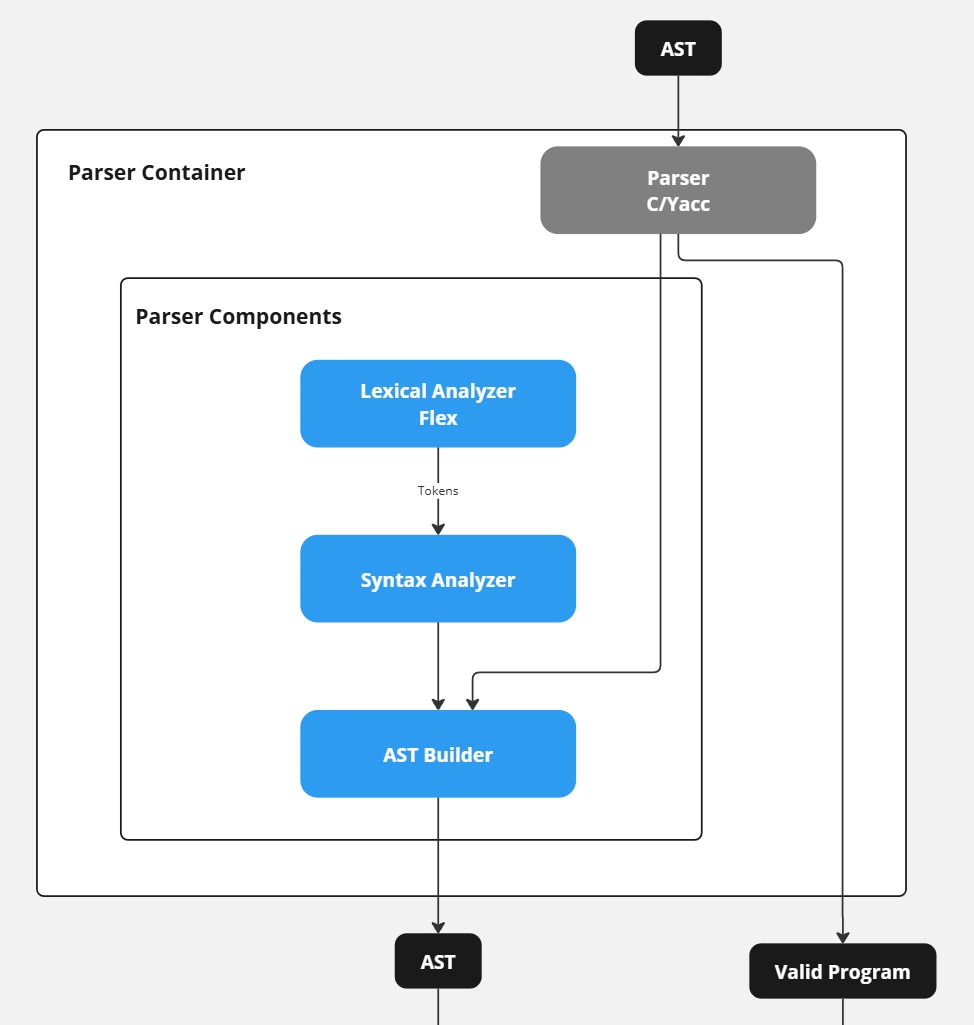 AST
Parser Container
Parser
C/Yacc
Parser Components
Lexical Analyzer
Flex
Tokens
Syntax Analyzer
AST Builder
AST
Valid Program